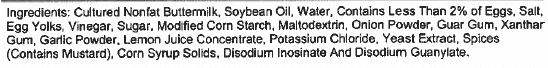 Ingredients: Cultured Nonfat Buttermilk, Soybean Oil, Water, Contains Less Than 2% of Eggs, Salt,
Egg Yolks, Vinegar, Sugar, Modified Corn Starch, Maltodextrin, Onion Powder, Guar Gum, Xanthan
Gum, Garlic Powder, Lemon Juice Concentrate, Potassium Chloride, Yeast Extract, Spices
(Contains Mustard), Corn Syrup Solids, Disodium Inosinate And Disodium Guanylate.